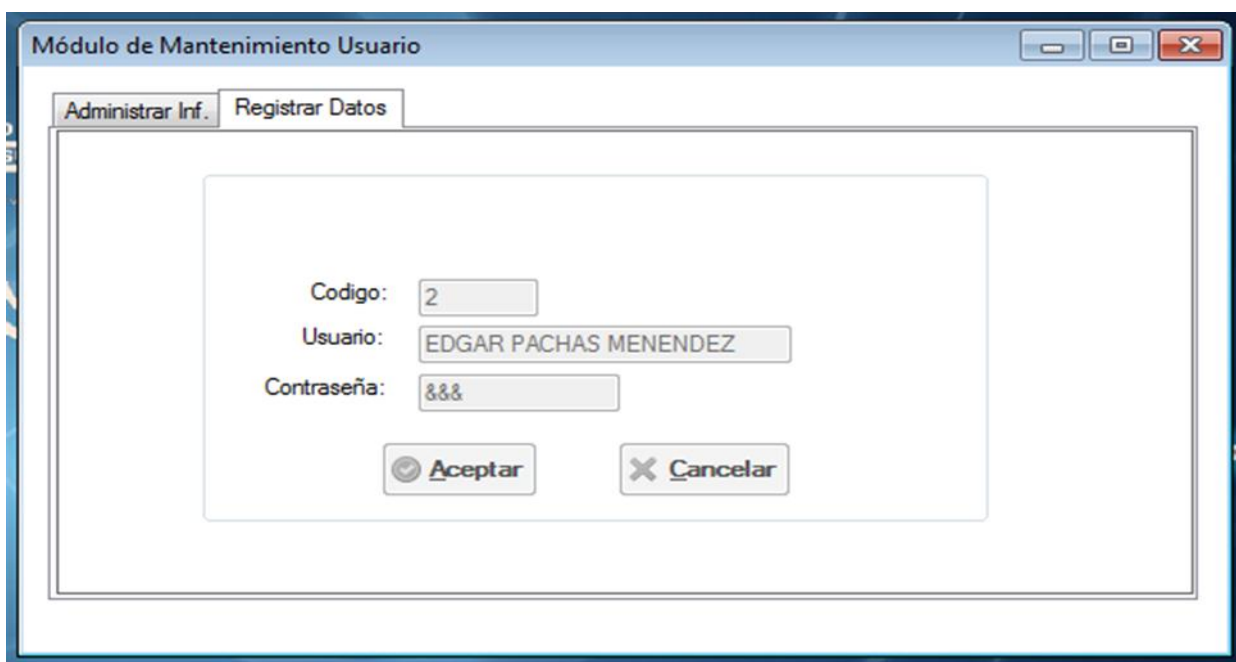 Módulo de Mantenimiento Usuario
Administrar Inf. Registrar Datos
Codigo: 2
Usuario: EDGAR PACHAS MENENDEZ
Contraseña: &&&
Aceptar Cancelar